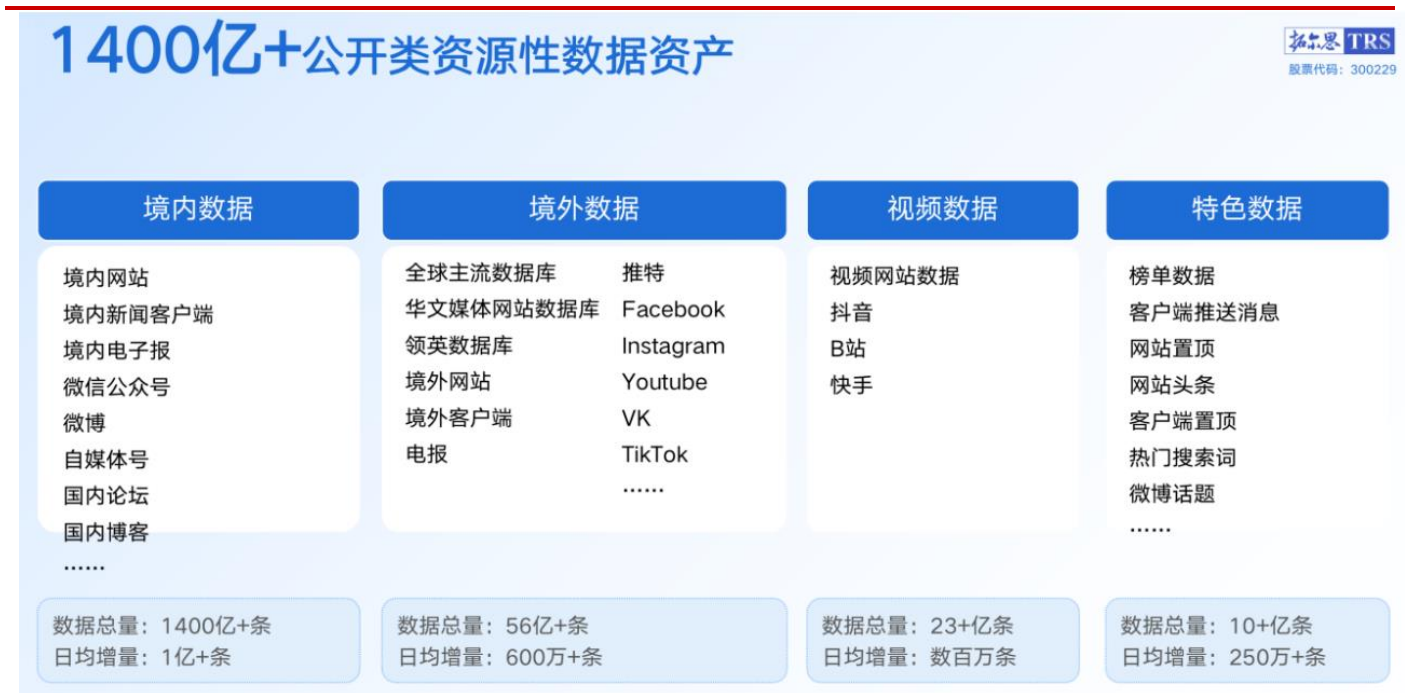 1400亿+公开类资源性数据资产
拓尔思 TRS
股票代码：300229
境内数据
境内网站
境内新闻客户端
境内电子报
微信公众号
微博
自媒体号
国内论坛
国内博客
……
数据总量：1400亿+条
日均增量：1亿+条
境外数据
全球主流数据库
华文媒体网站数据库
领英数据库
境外网站
境外客户端
电报
推特
Facebook
Instagram
Youtube
VK
TikTok
……
数据总量：56亿+条
日均增量：600万+条
视频数据
视频网站数据
抖音
B站
快手
数据总量：23+亿条
日均增量：数百万条
特色数据
榜单数据
客户端推送消息
网站置顶
网站头条
客户端置顶
热门搜索词
微博话题
……
数据总量：10+亿条
日均增量：250万+条